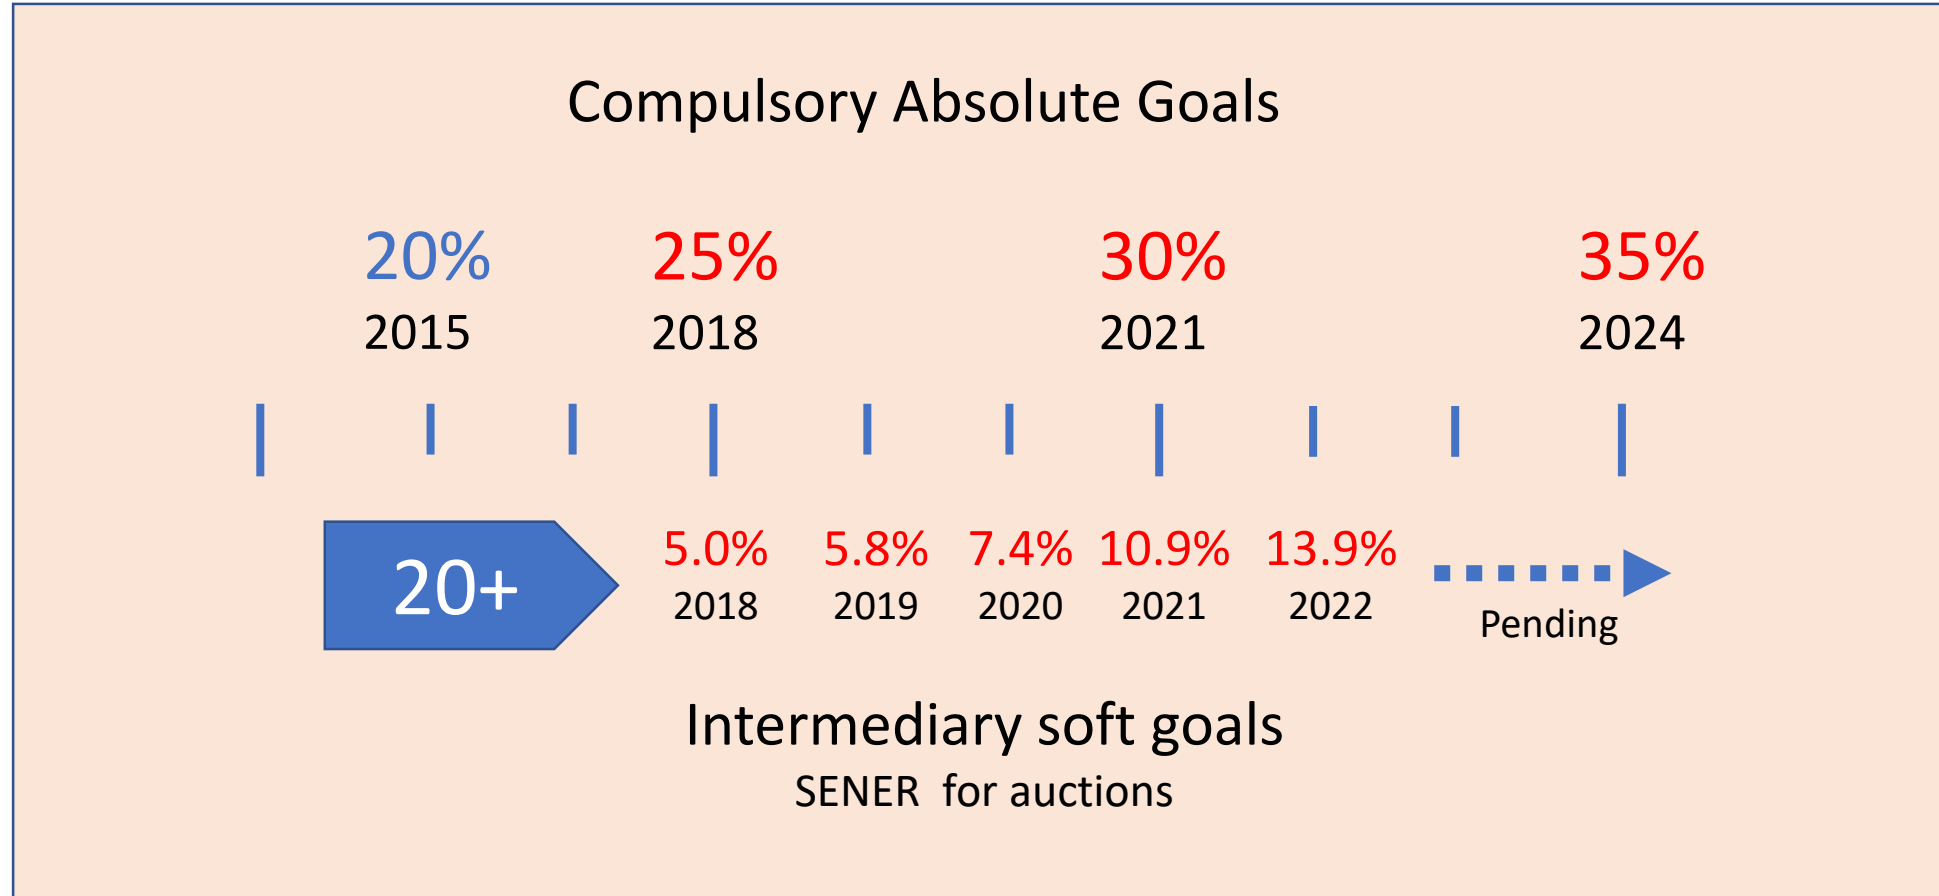 Compulsory Absolute Goals
20% 25% 30% 35%
2015 2018 2021 2024
20+
5.0% 5.8% 7.4% 10.9% 13.9%
2018 2019 2020 2021 2022
Pending
Intermediary soft goals
SENER for auctions